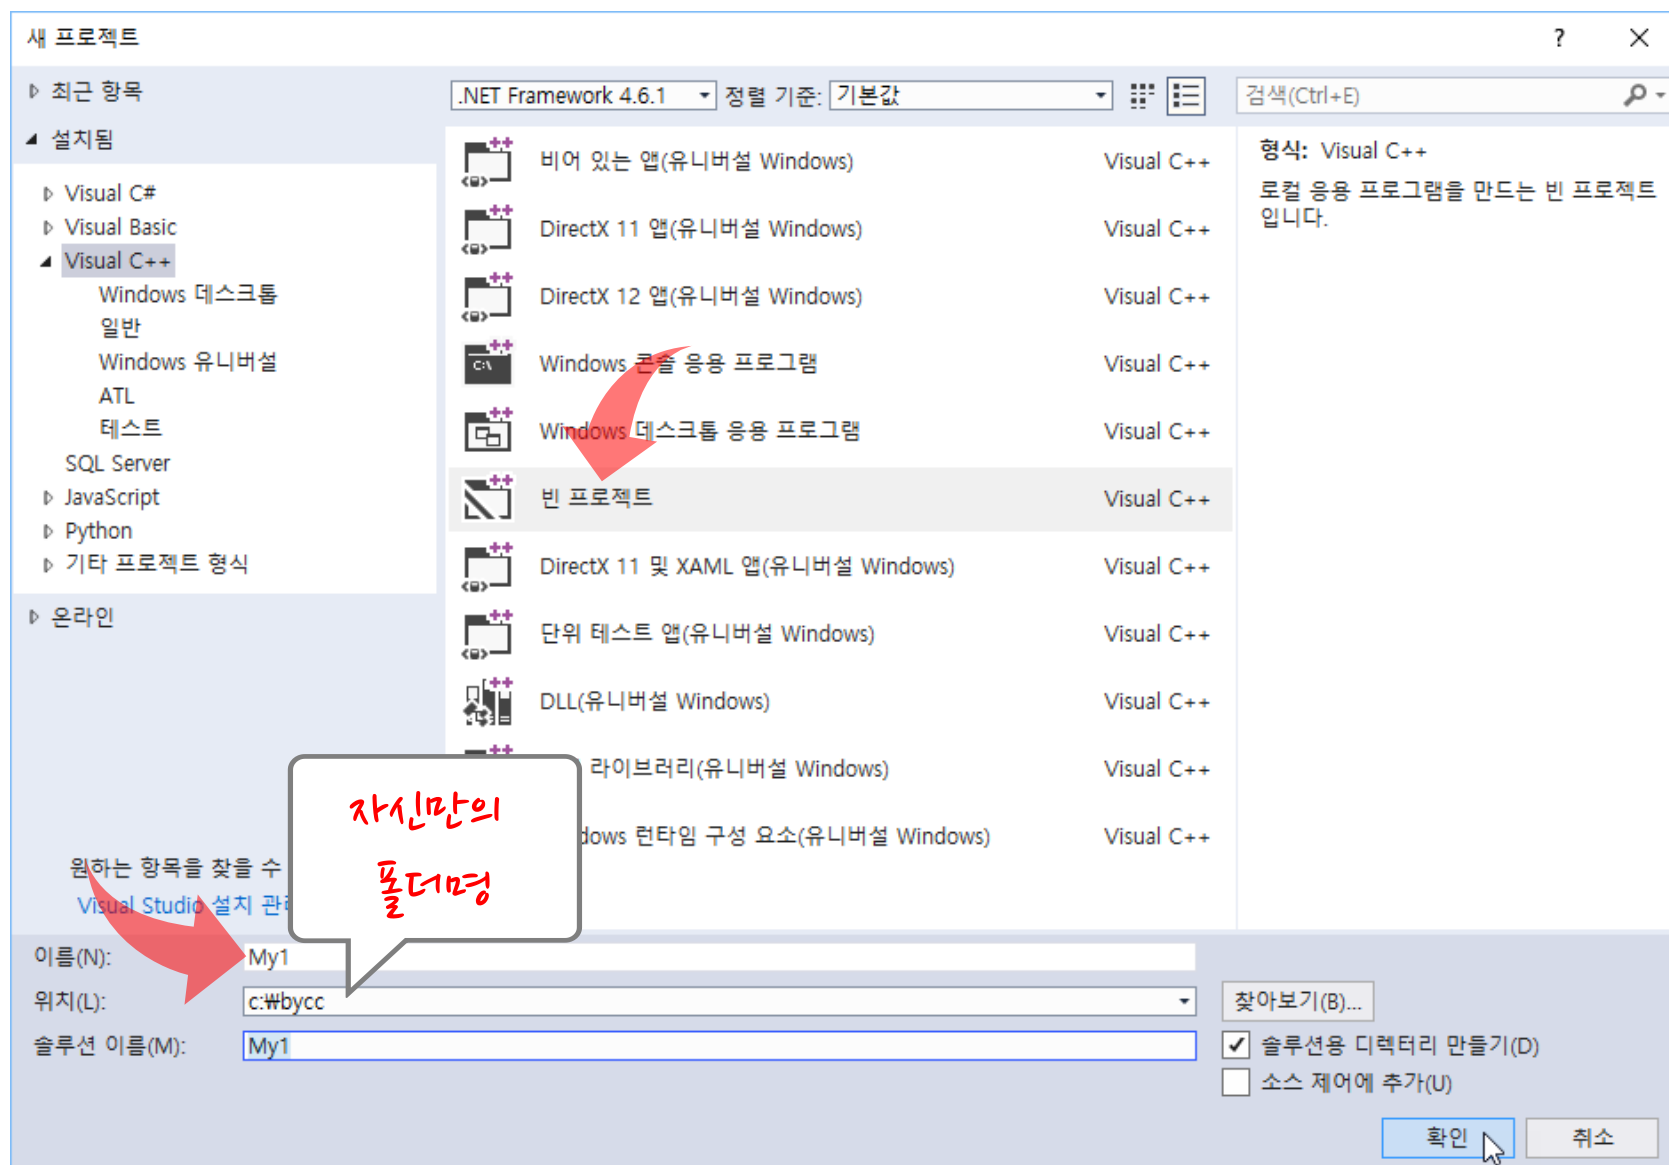 새 프로젝트
?
최근 항목
.NET Framework 4.6.1
정렬 기준: 기본값
검색(Ctrl+E)
설치됨
Visual C#
Visual Basic
Visual C++
Windows 데스크톱
일반
Windows 유니버설
ATL
테스트
SQL Server
JavaScript
Python
기타 프로젝트 형식
온라인
비어 있는 앱(유니버설 Windows) Visual C++
DirectX 11 앱(유니버설 Windows) Visual C++
DirectX 12 앱(유니버설 Windows) Visual C++
Windows 콘솔 응용 프로그램 Visual C++
Windows 데스크톱 응용 프로그램 Visual C++
빈 프로젝트 Visual C++
DirectX 11 및 XAML 앱(유니버설 Windows) Visual C++
단위 테스트 앱(유니버설 Windows) Visual C++
DLL(유니버설 Windows) Visual C++
라이브러리(유니버설 Windows) Visual C++
dows 런타임 구성 요소(유니버설 Windows) Visual C++
형식: Visual C++
로컬 응용 프로그램을 만드는 빈 프로젝트
입니다.
원하는 항목을 찾을 수
Visual Studio 설치 관
자신만의
폴더명
이름(N): My1
위치(L): c:₩bycc
찾아보기(B)...
솔루션 이름(M): My1
솔루션용 디렉터리 만들기(D)
소스 제어에 추가(U)
확인
취소